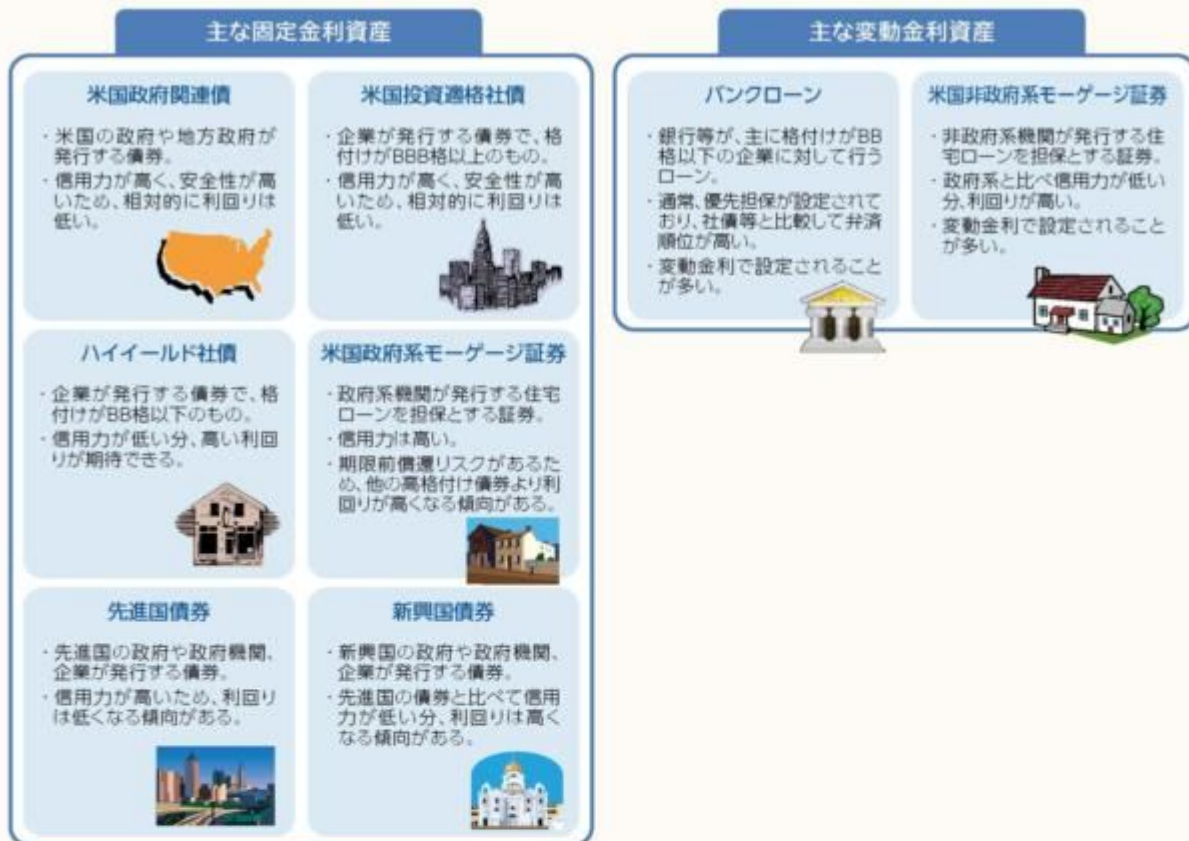 主な固定金利資産
米国政府関連債
・米国の政府や地方政府が
発行する債券。
・信用力が高く、安全性が高
いため、相対的に利回りは
低い。
米国投資適格社債
・企業が発行する債券で、格
付けがBBB格以上のもの。
・信用力が高く、安全性が高
いため、相対的に利回りは
低い。
ハイイールド社債
・企業が発行する債券で、格
付けがBB格以下のもの。
・信用力が低い分、高い利回
りが期待できる。
米国政府系モーゲージ証券
・政府系機関が発行する住宅
ローンを担保とする証券。
・信用力は高い。
・期限前償還リスクがあるた
め、他の高格付け債券より利
回りが高くなる傾向がある。
先進国債券
・先進国の政府や政府機関、
企業が発行する債券。
・信用力が高いため、利回り
は低くなる傾向がある。
新興国債券
・新興国の政府や政府機関、
企業が発行する債券。
・先進国の債券と比べて信用
力が低い分、利回りは高く
なる傾向がある。
主な変動金利資産
バンクローン
・銀行等が、主に格付けがBB
格以下の企業に対して行う
ローン。
・通常、優先担保が設定されて
おり、社債等と比較して弁済
順位が高い。
・変動金利で設定されること
が多い。
米国非政府系モーゲージ証券
・非政府系機関が発行する住
宅ローンを担保とする証券。
・政府系と比べ信用力が低い
分、利回りが高い。
・変動金利で設定されること
が多い。